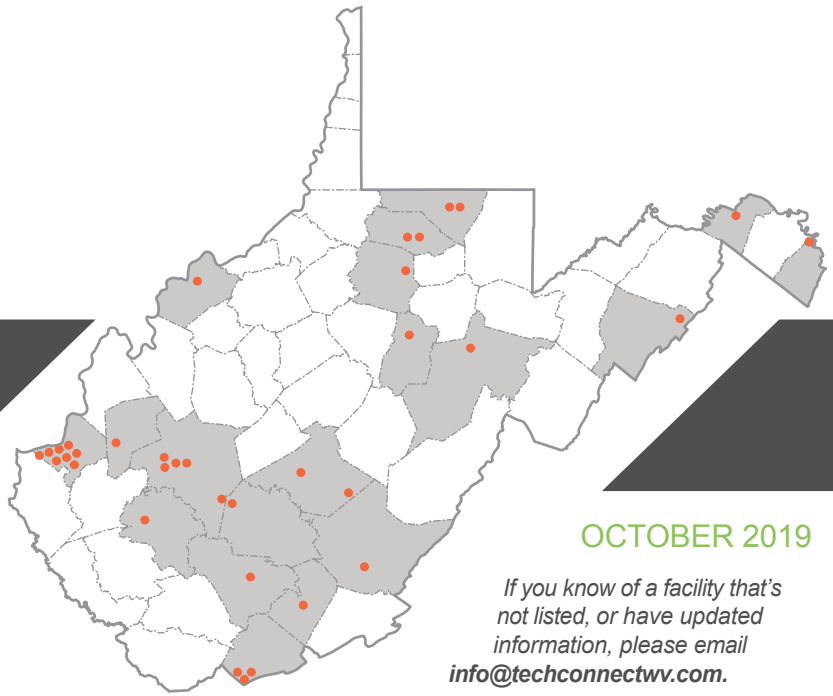 OCTOBER 2019
If you know of a facility that's
not listed, or have updated
information, please email
info@techconnectwv.com.